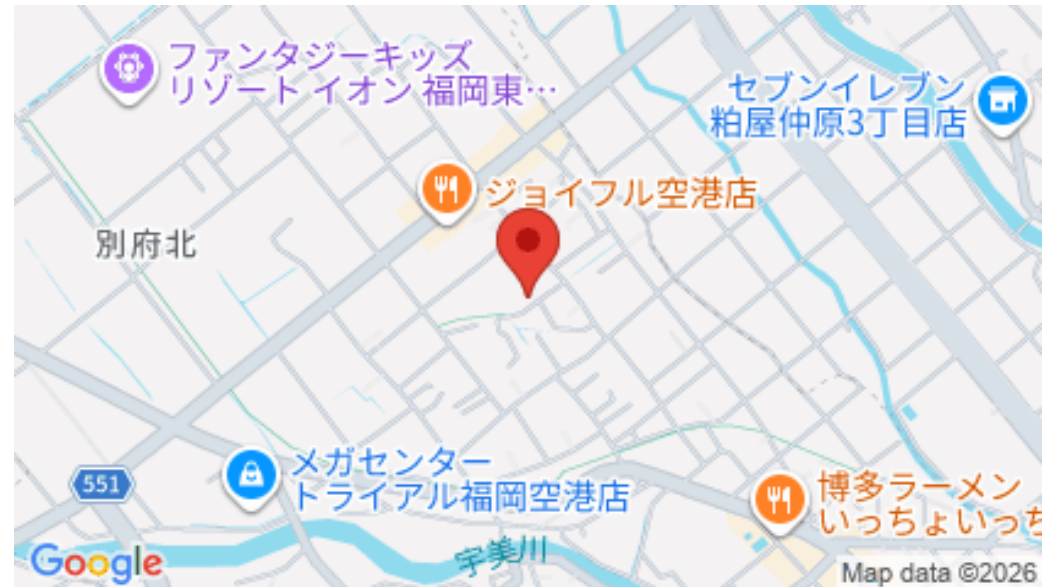 ファンタジーキッズ
リゾート イオン 福岡東…
セブンイレブン
粕屋仲原3丁目店
ジョイフル空港店
別府北
メガセンター
トライアル福岡空港店
551
博多ラーメン
いっちょいっち
宇美川
Google
Map data ©2026